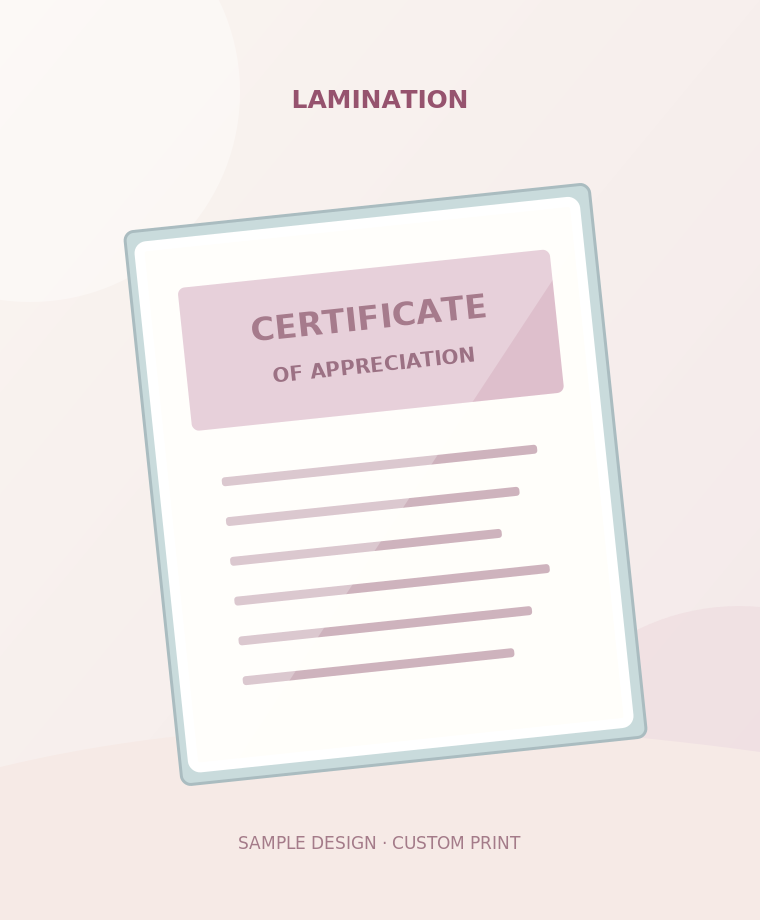 LAMINATION
CERTIFICATE
OF APPRECIATION
SAMPLE DESIGN · CUSTOM PRINT